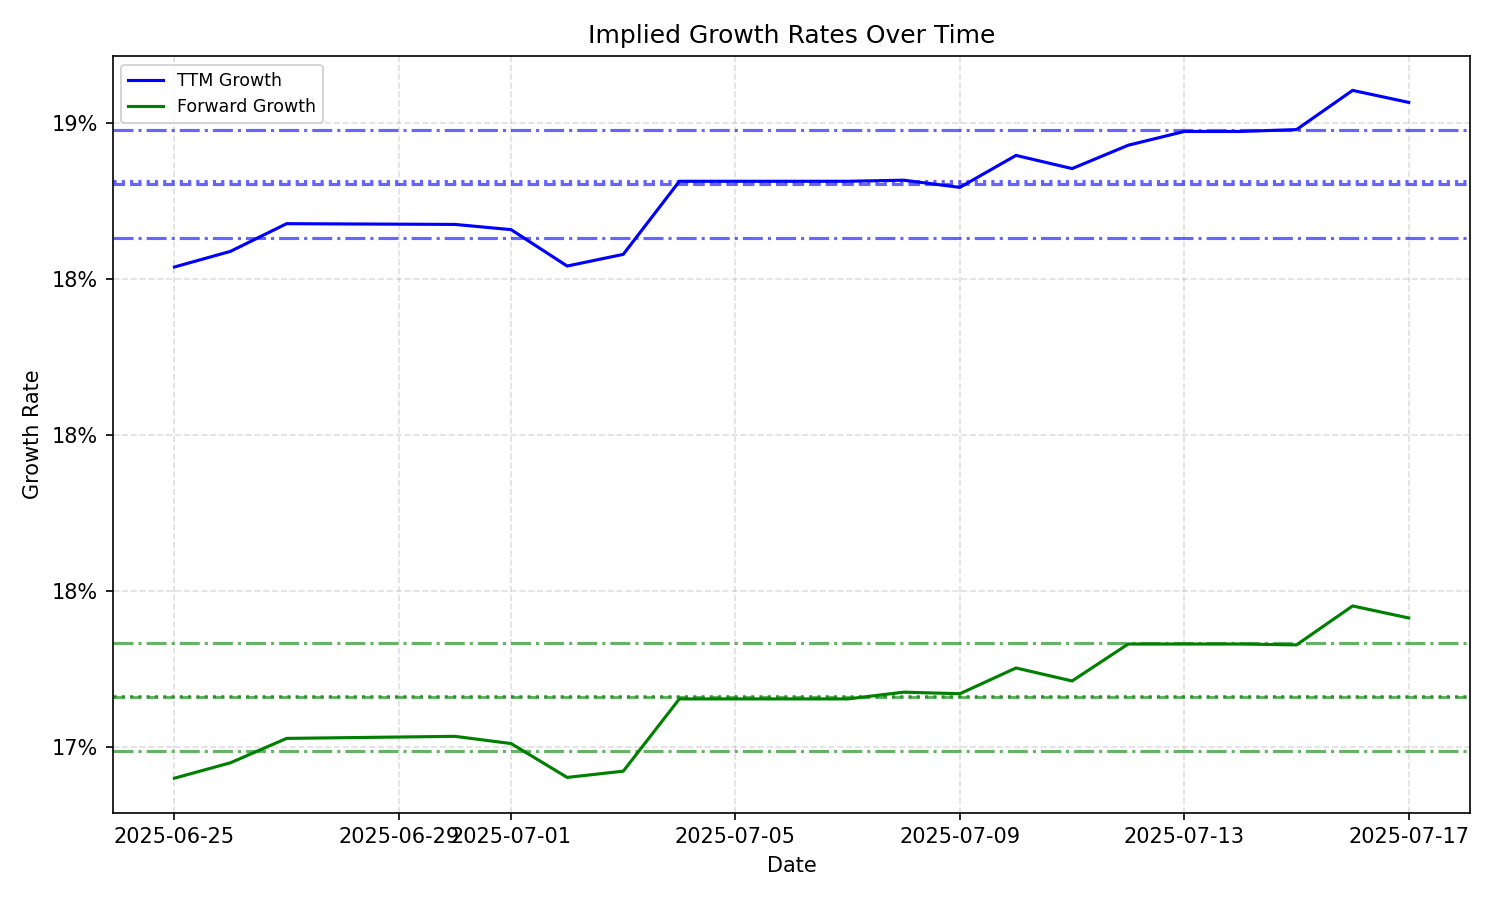 Implied Growth Rates Over Time
TTM Growth
Forward Growth
19%
18%
18%
18%
17%
Growth Rate
2025-06-25
2025-06-29
2025-07-01
2025-07-05
2025-07-09
2025-07-13
2025-07-17
Date